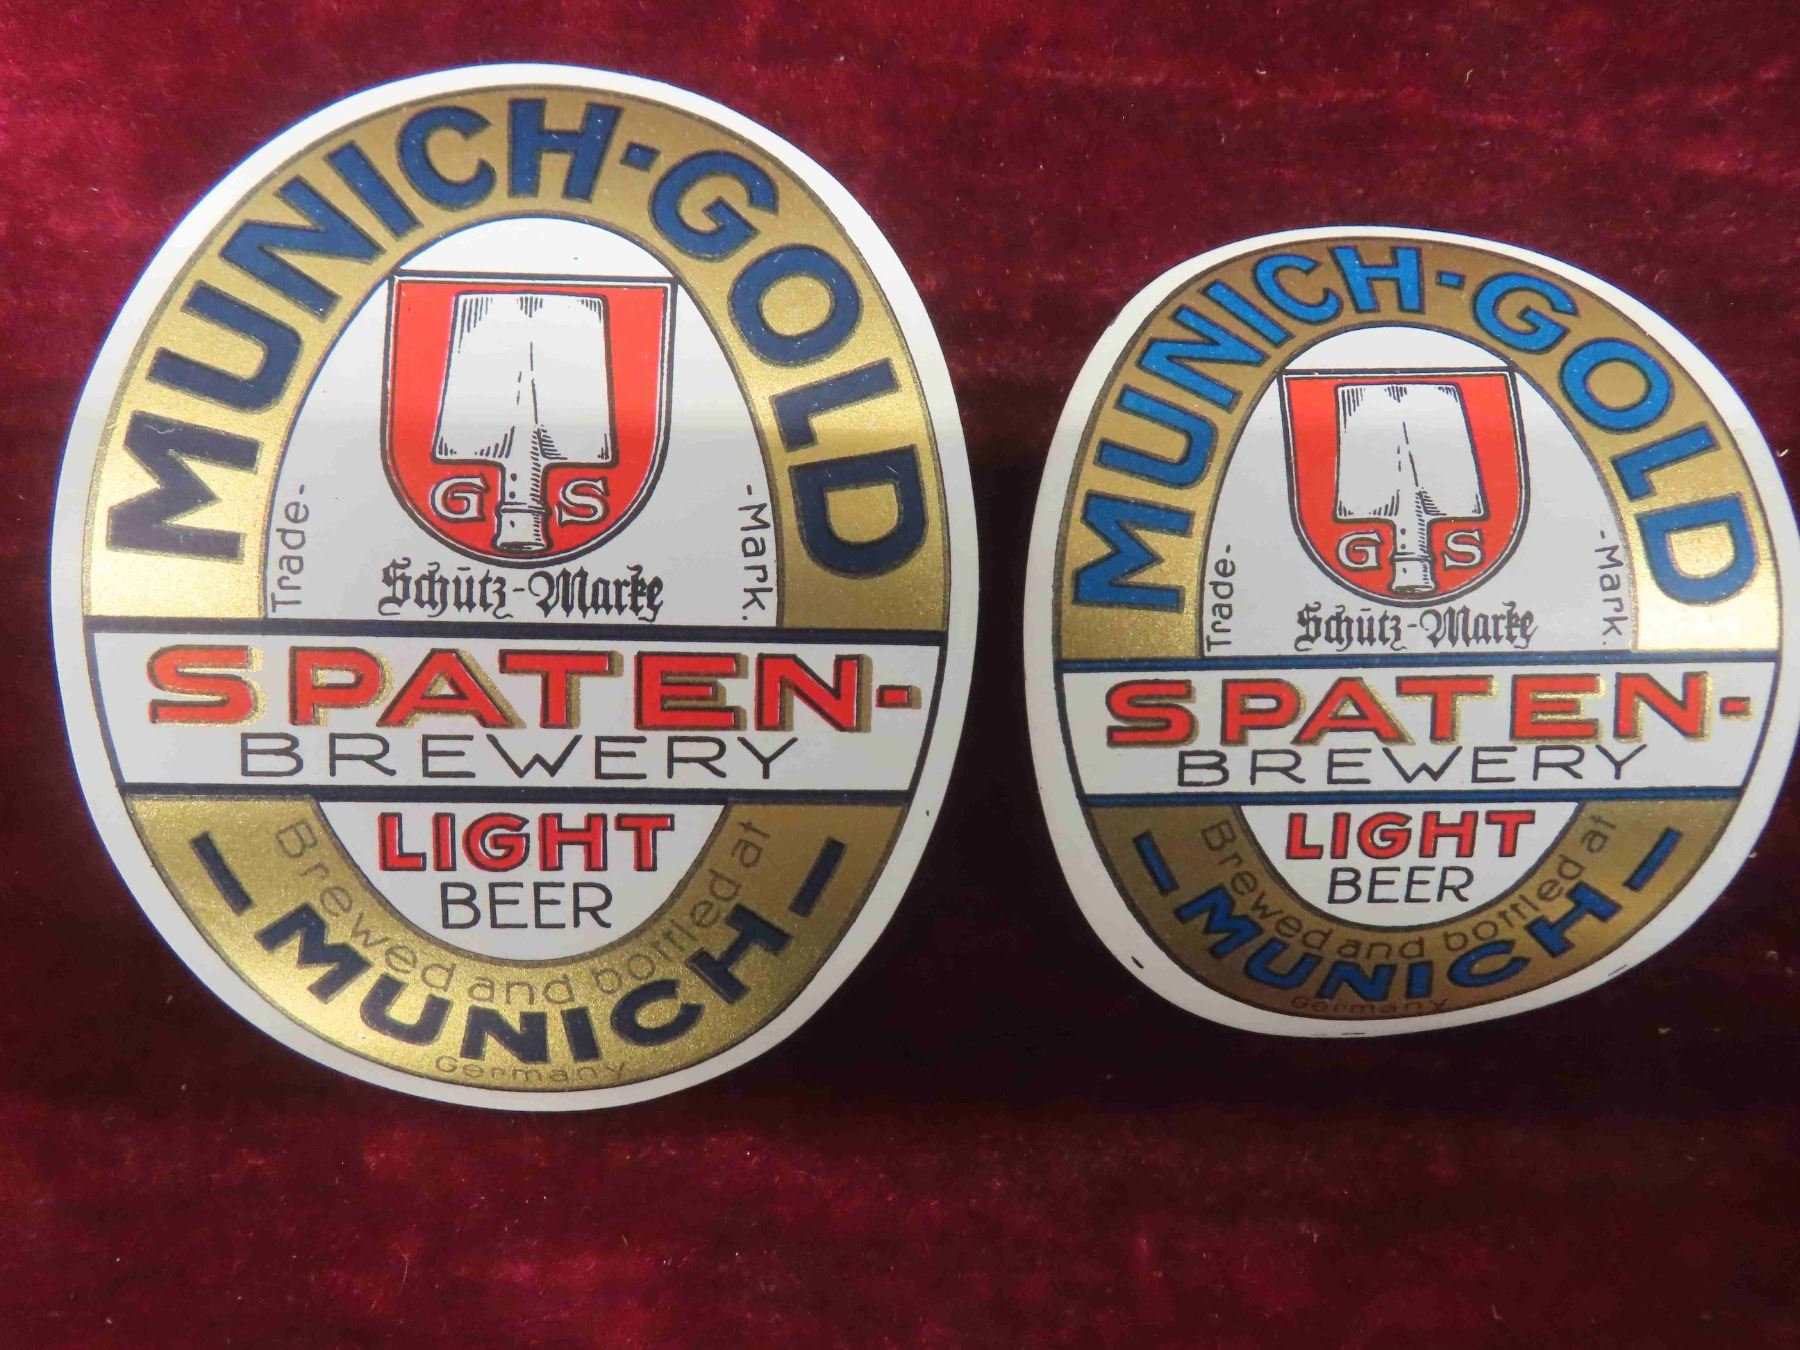 MUNICH-GOLD
G S
Trade-
-Mark.
Schütz-Marke
SPATEN-
BREWERY
LIGHT
BEER
Brewed and bottled at
- MUNICH -
Germany
MUNICH-GOLD
G S
Trade-
-Mark.
Schütz-Marke
SPATEN-
BREWERY
LIGHT
BEER
Brewed and bottled at
- MUNICH -
Germany